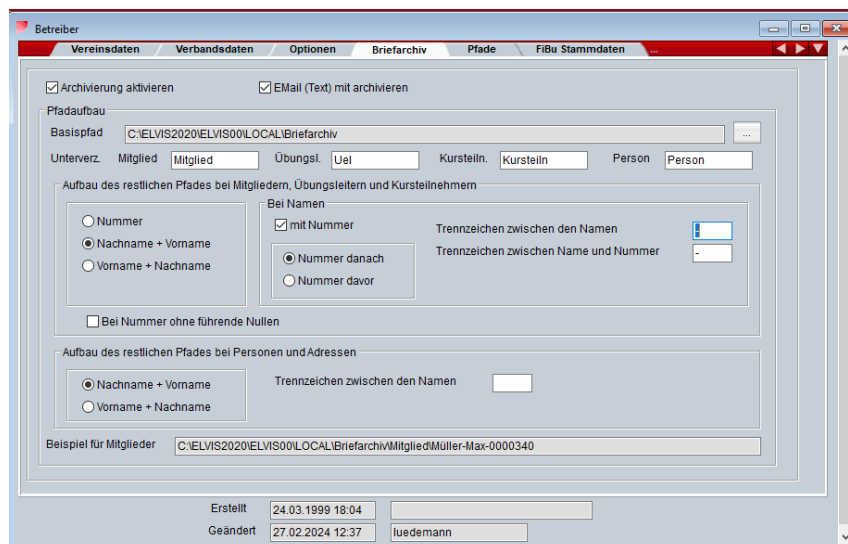 Betreiber
Vereinsdaten Verbandsdaten Optionen Briefarchiv Pfade FiBu Stammdaten ...
Archivierung aktivieren EMail (Text) mit archivieren
Pfadaufbau
Basispfad C:\ELVIS2020\ELVIS00\LOCAL\Briefarchiv ...
Unterverz. Mitglied Mitglied Übungsl. Uel Kursteiln. Kursteiln Person Person
Aufbau des restlichen Pfades bei Mitgliedern, Übungsleitern und Kursteilnehmern
Bei Namen
Nummer mit Nummer Trennzeichen zwischen den Namen -
Nachname + Vorname Trennzeichen zwischen Name und Nummer -
Nummer danach
Vorname + Nachname
Nummer davor
Bei Nummer ohne führende Nullen
Aufbau des restlichen Pfades bei Personen und Adressen
Nachname + Vorname Trennzeichen zwischen den Namen
Vorname + Nachname
Beispiel für Mitglieder C:\ELVIS2020\ELVIS00\LOCAL\Briefarchiv\Mitglied\Müller-Max-0000340
Erstellt 24.03.1999 18:04
Geändert 27.02.2024 12:37 luedemann